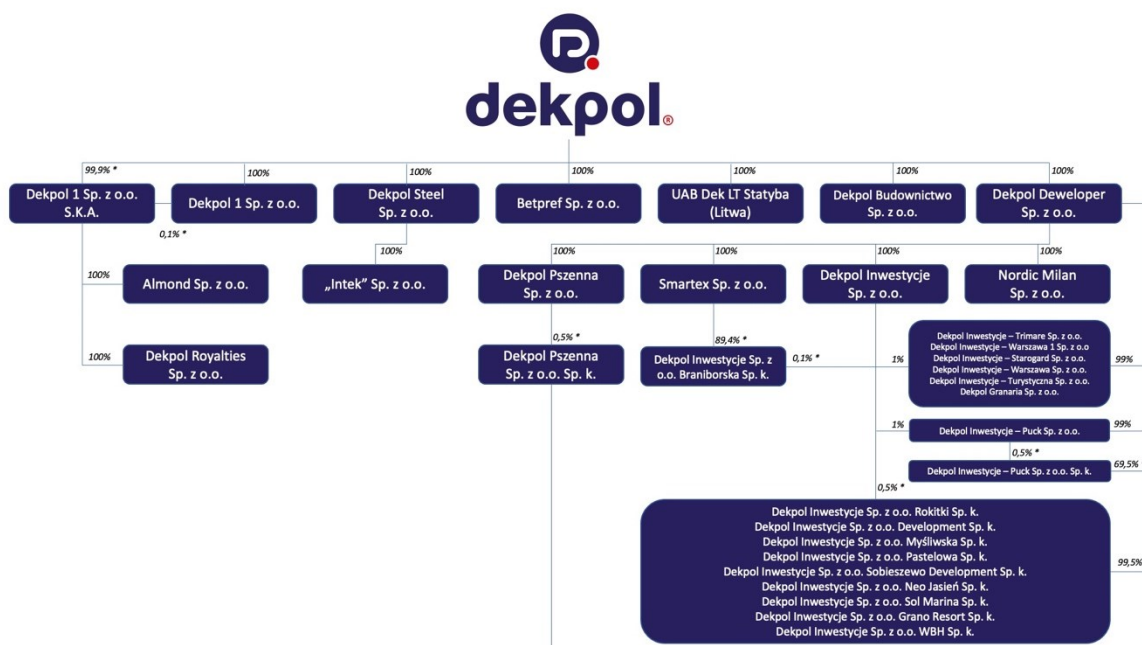 dekpol®
99,9% *
100%
100%
100%
100%
100%
100%
Dekpol 1 Sp. z o.o.
S.K.A.
Dekpol 1 Sp. z o.o.
Dekpol Steel
Sp. z o.o.
Betpref Sp. z o.o.
UAB Dek LT Statyba
(Litwa)
Dekpol Budownictwo
Sp. z o.o.
Dekpol Deweloper
Sp. z o.o.
0,1% *
100%
100%
100%
100%
100%
100%
Almond Sp. z o.o.
„Intek” Sp. z o.o.
Dekpol Pszenna
Sp. z o.o.
Smartex Sp. z o.o.
Dekpol Inwestycje
Sp. z o.o.
Nordic Milan
Sp. z o.o.
100%
Dekpol Royalties
Sp. z o.o.
0,5% *
Dekpol Pszenna
Sp. z o.o. Sp. k.
89,4% *
Dekpol Inwestycje Sp. z
o.o. Braniborska Sp. k.
0,1% *
1%
Dekpol Inwestycje – Trimare Sp. z o.o.
Dekpol Inwestycje – Warszawa 1 Sp. z o.o
Dekpol Inwestycje – Starogard Sp. z o.o.
Dekpol Inwestycje – Warszawa Sp. z o.o.
Dekpol Inwestycje – Turystyczna Sp. z o.o.
Dekpol Granaria Sp. z o.o.
99%
1%
Dekpol Inwestycje – Puck Sp. z o.o.
99%
0,5% *
Dekpol Inwestycje – Puck Sp. z o.o. Sp. k.
69,5%
0,5% *
Dekpol Inwestycje Sp. z o.o. Rokitki Sp. k.
Dekpol Inwestycje Sp. z o.o. Development Sp. k.
Dekpol Inwestycje Sp. z o.o. Myśliwska Sp. k.
Dekpol Inwestycje Sp. z o.o. Pastelowa Sp. k.
Dekpol Inwestycje Sp. z o.o. Sobieszewo Development Sp. k.
Dekpol Inwestycje Sp. z o.o. Neo Jasień Sp. k.
Dekpol Inwestycje Sp. z o.o. Sol Marina Sp. k.
Dekpol Inwestycje Sp. z o.o. Grano Resort Sp. k.
Dekpol Inwestycje Sp. z o.o. WBH Sp. k.
99,5%